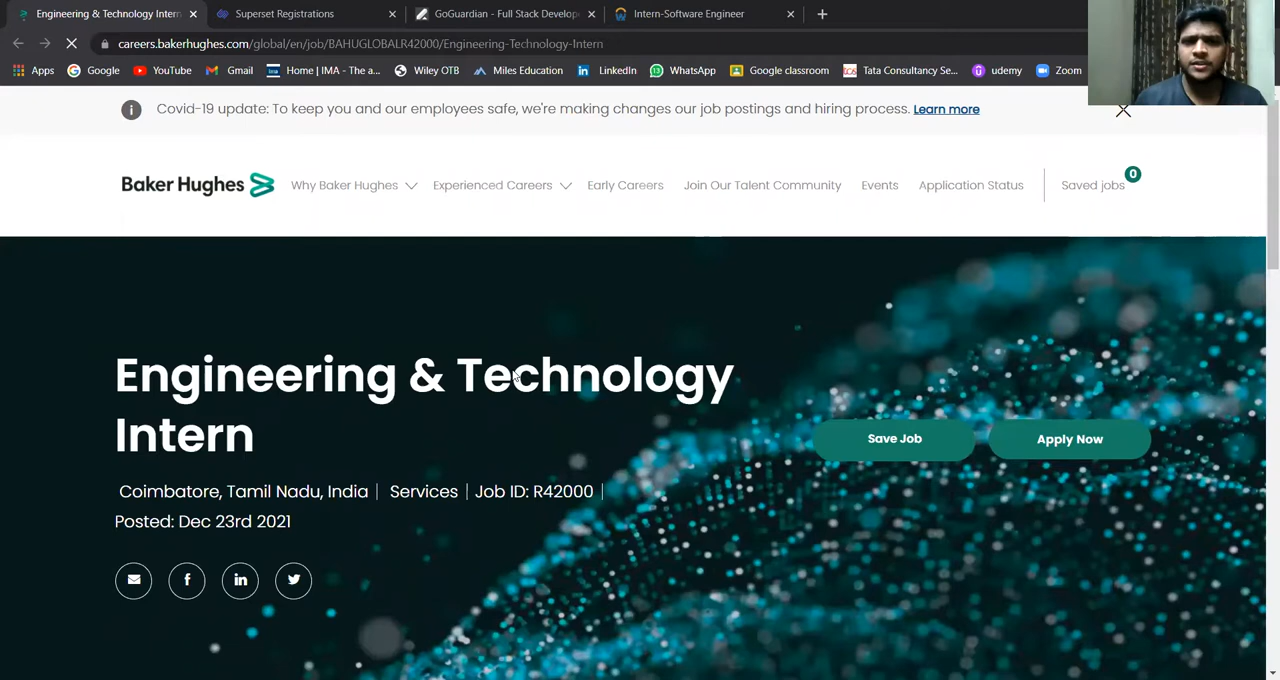 Engineering & Technology Intern
Superset Registrations
GoGuardian - Full Stack Develop
Intern-Software Engineer
careers.bakerhughes.com/global/en/job/BAHUGLOBALR42000/Engineering-Technology-Intern
Apps Google YouTube Gmail Home | IMA - The a... Wiley OTB Miles Education LinkedIn WhatsApp Google classroom Tata Consultancy Se... udemy Zoom
Covid-19 update: To keep you and our employees safe, we're making changes our job postings and hiring process. Learn more
Baker Hughes Why Baker Hughes Experienced Careers Early Careers Join Our Talent Community Events Application Status Saved jobs 0
Engineering & Technology
Intern
Save Job Apply Now
Coimbatore, Tamil Nadu, India | Services | Job ID: R42000 |
Posted: Dec 23rd 2021